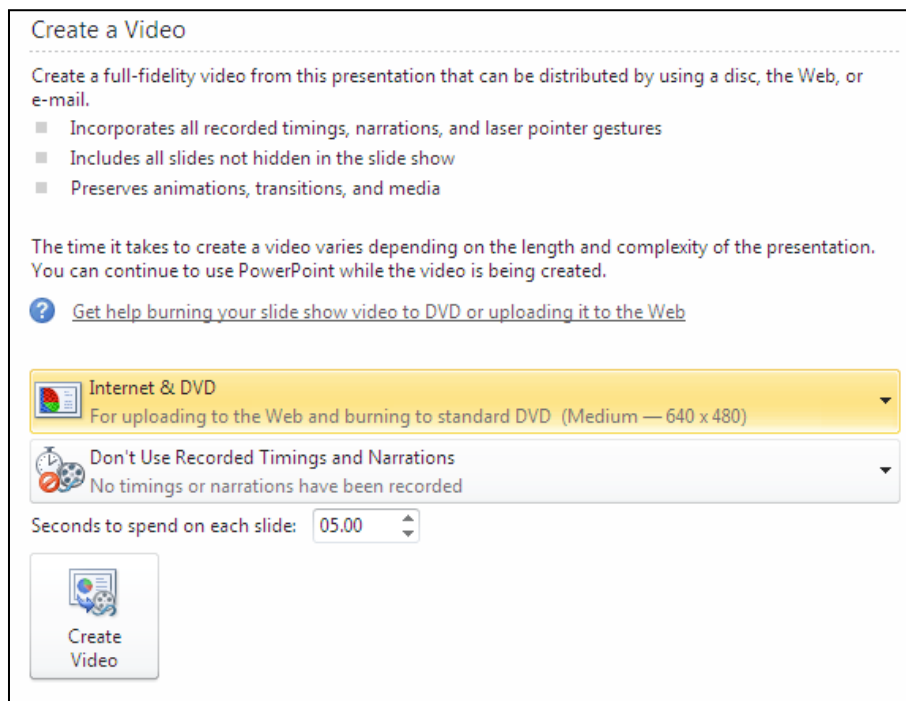 Create a Video
Create a full-fidelity video from this presentation that can be distributed by using a disc, the Web, or
e-mail.
Incorporates all recorded timings, narrations, and laser pointer gestures
Includes all slides not hidden in the slide show
Preserves animations, transitions, and media
The time it takes to create a video varies depending on the length and complexity of the presentation.
You can continue to use PowerPoint while the video is being created.
Get help burning your slide show video to DVD or uploading it to the Web
Internet & DVD
For uploading to the Web and burning to standard DVD (Medium — 640 x 480)
Don't Use Recorded Timings and Narrations
No timings or narrations have been recorded
Seconds to spend on each slide: 05.00
Create
Video